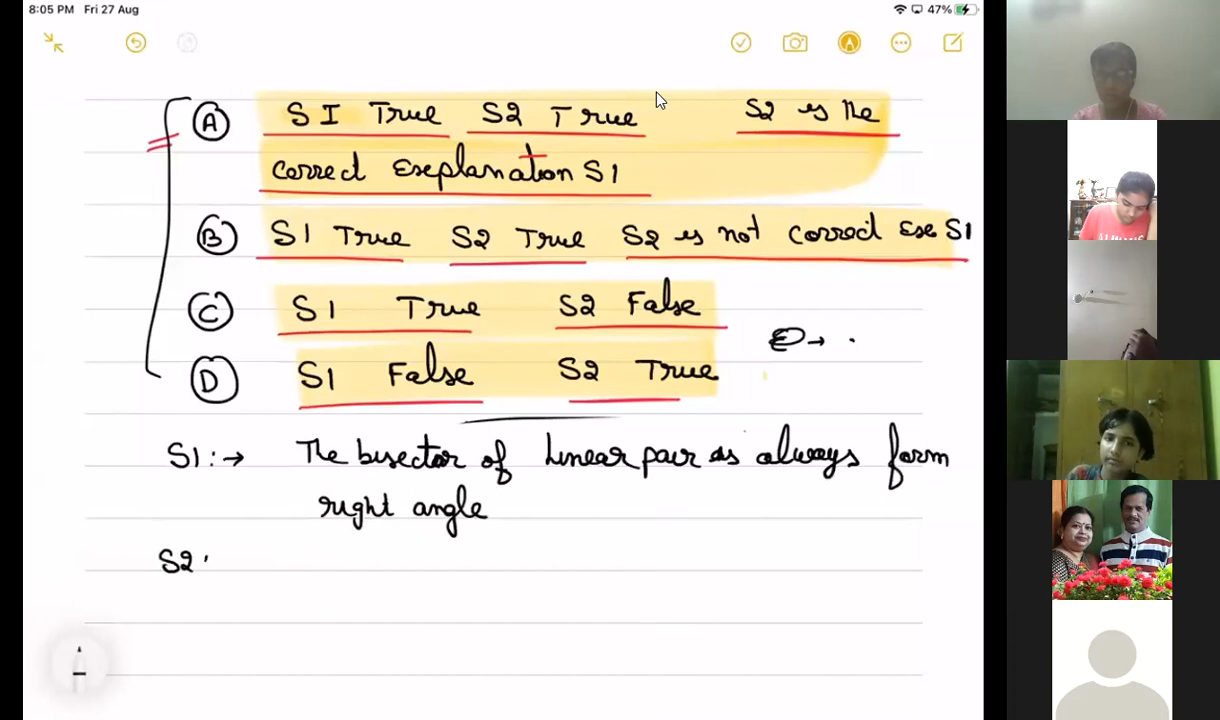 8:05 PM Fri 27 Aug 47%
A S I True S2 True S2 is the
correct Explanation S1
B S1 True S2 True S2 is not correct Exe S1
C S1 True S2 False
E → .
D S1 False S2 True
S1: → The bisector of Linear pair is always form
right angle
S2: